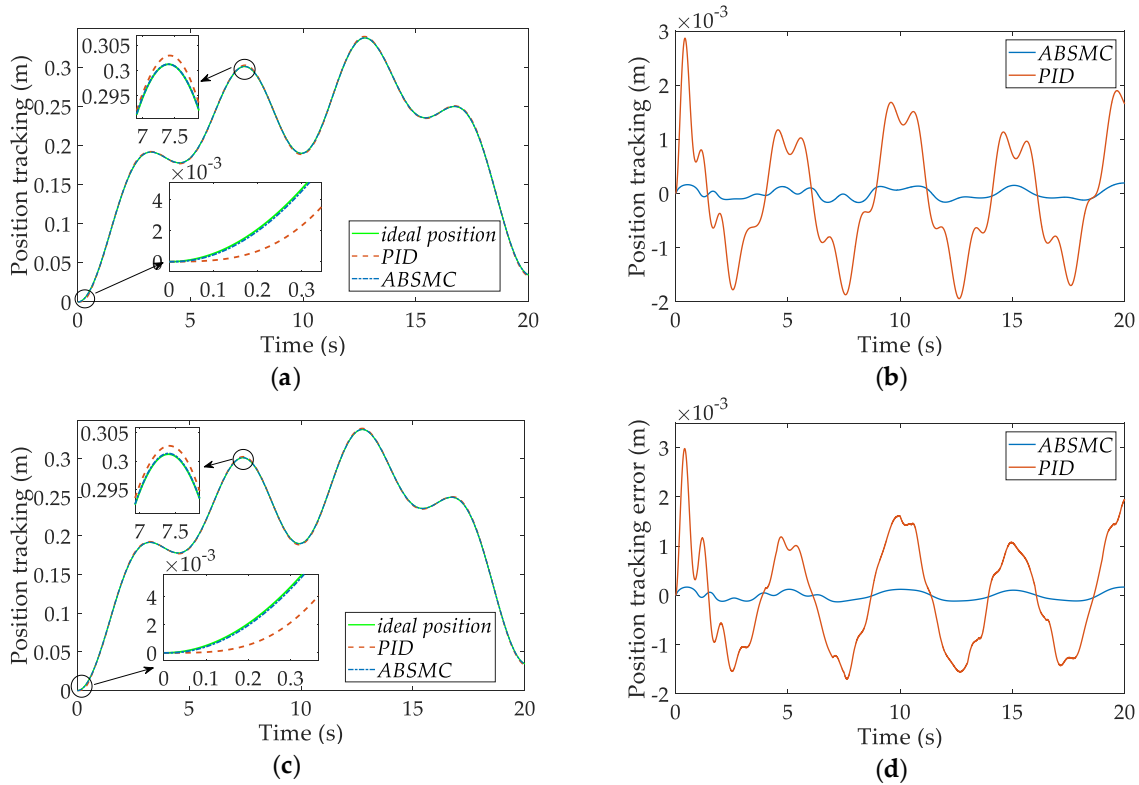 0.3
0.25
0.2
0.15
0.1
0.05
0
Position tracking (m)
0.305
0.3
0.295
7 7.5
×10-3
4
2
0
0 0.1 0.2 0.3
ideal position
PID
ABSMC
0 5 10 15 20
Time (s)
(a)
×10-3
3
2
1
0
-1
-2
Position tracking (m)
ABSMC
PID
0 5 10 15 20
Time (s)
(b)
0.3
0.25
0.2
0.15
0.1
0.05
0
Position tracking (m)
0.305
0.3
0.295
7 7.5
×10-3
4
2
0
0 0.1 0.2 0.3
ideal position
PID
ABSMC
0 5 10 15 20
Time (s)
(c)
×10-3
3
2
1
0
-1
-2
Position tracking error (m)
ABSMC
PID
0 5 10 15 20
Time (s)
(d)